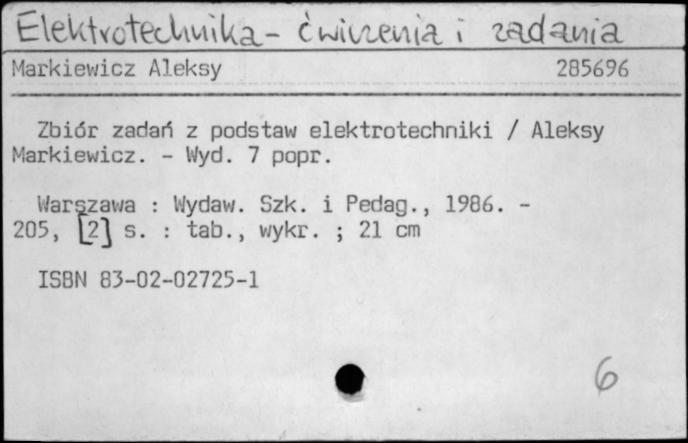 Elektrotechnika - ćwiczenia i zadania
Markiewicz Aleksy 285696
Zbiór zadań z podstaw elektrotechniki / Aleksy
Markiewicz. - Wyd. 7 popr.
Warszawa : Wydaw. Szk. i Pedag., 1986. -
205, [2] s. : tab., wykr. ; 21 cm
ISBN 83-02-02725-1
6